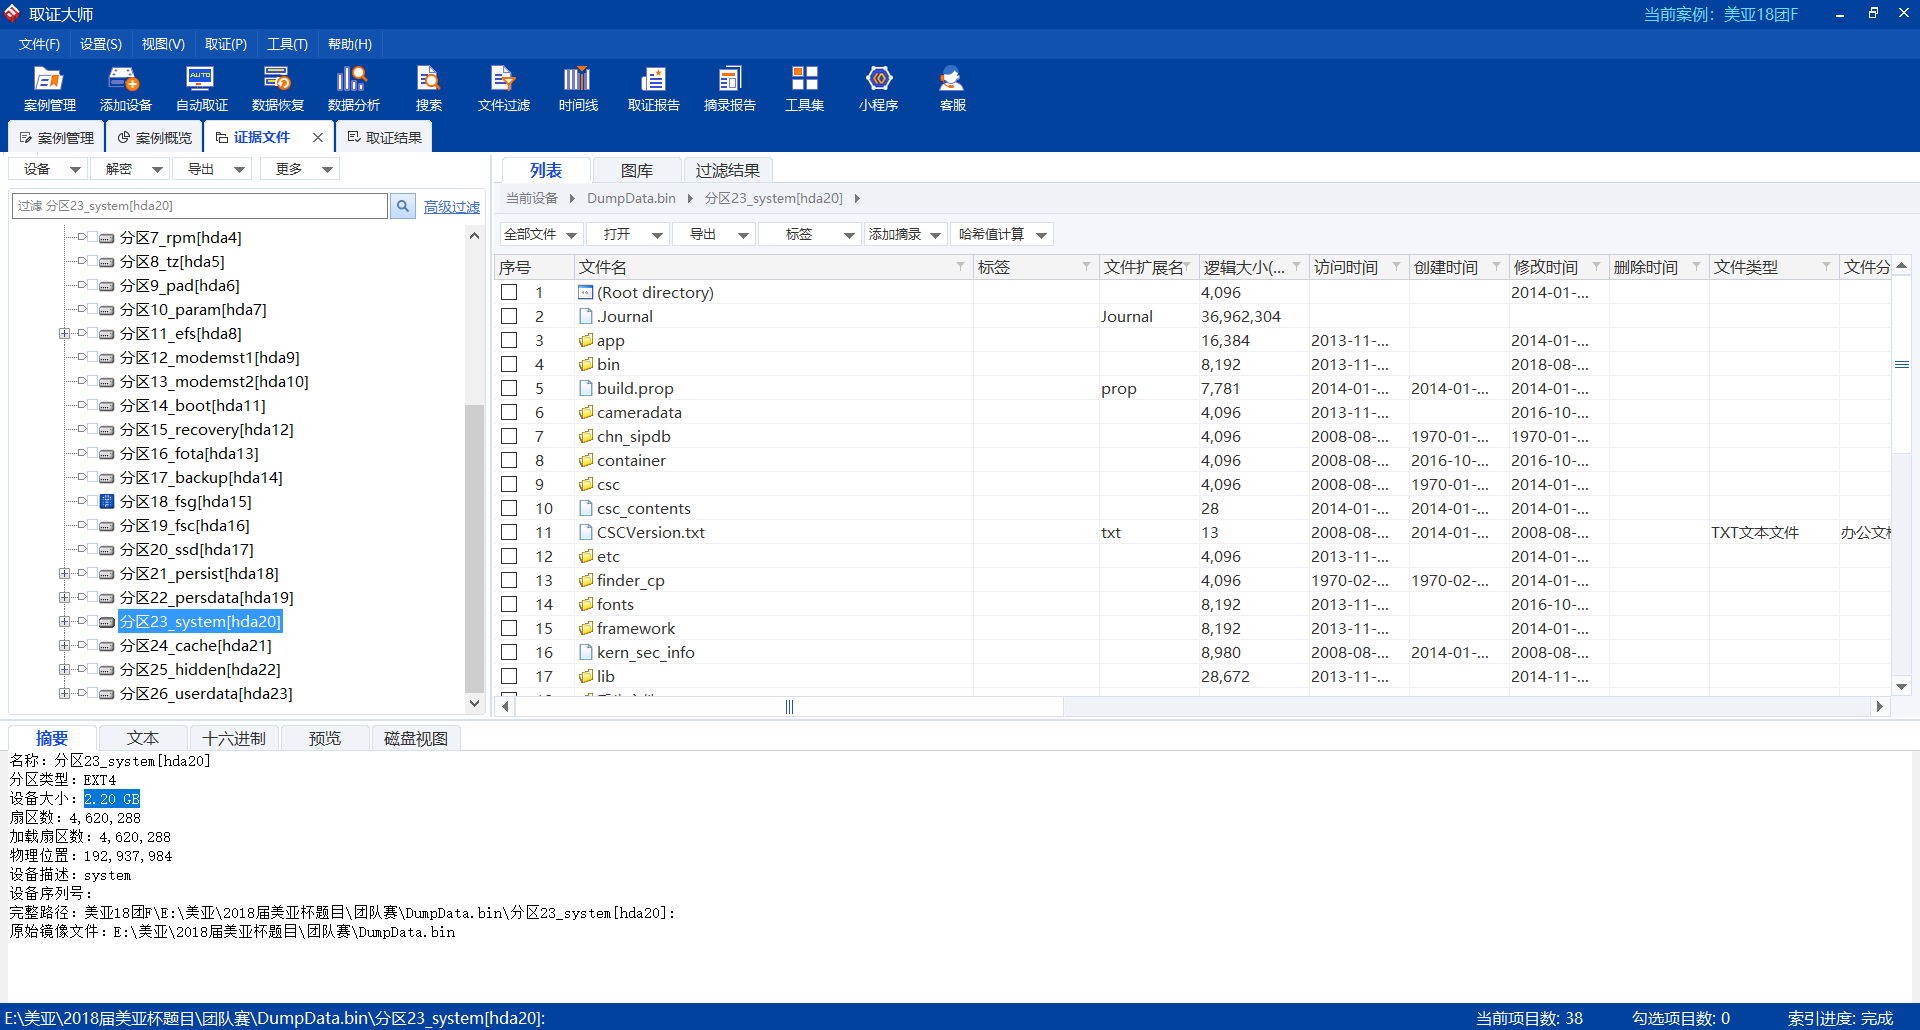 取证大师
当前案例：美亚18团F
文件(F) 设置(S) 视图(V) 取证(P) 工具(T) 帮助(H)
案例管理 添加设备 自动取证 数据恢复 数据分析 搜索 文件过滤 时间线 取证报告 摘录报告 工具集 小程序 客服
AUTO
案例管理 案例概览 证据文件 取证结果
设备 解密 导出 更多
过滤 分区23_system[hda20] 高级过滤
分区7_rpm[hda4]
分区8_tz[hda5]
分区9_pad[hda6]
分区10_param[hda7]
分区11_efs[hda8]
分区12_modemst1[hda9]
分区13_modemst2[hda10]
分区14_boot[hda11]
分区15_recovery[hda12]
分区16_fota[hda13]
分区17_backup[hda14]
分区18_fsg[hda15]
分区19_fsc[hda16]
分区20_ssd[hda17]
分区21_persist[hda18]
分区22_persdata[hda19]
分区23_system[hda20]
分区24_cache[hda21]
分区25_hidden[hda22]
分区26_userdata[hda23]
列表 图库 过滤结果
当前设备 DumpData.bin 分区23_system[hda20]
全部文件 打开 导出 标签 添加摘录 哈希值计算
序号 文件名 标签 文件扩展名 逻辑大小(... 访问时间 创建时间 修改时间 删除时间 文件类型 文件分
1 (Root directory) 4,096 2014-01-...
2 .Journal Journal 36,962,304
3 app 16,384 2013-11-... 2014-01-...
4 bin 8,192 2013-11-... 2018-08-...
5 build.prop prop 7,781 2014-01-... 2014-01-... 2014-01-...
6 cameradata 4,096 2013-11-... 2016-10-...
7 chn_sipdb 4,096 2008-08-... 1970-01-... 1970-01-...
8 container 4,096 2008-08-... 2016-10-... 2016-10-...
9 csc 4,096 2008-08-... 1970-01-... 2014-01-...
10 csc_contents 28 2014-01-... 2014-01-... 2014-01-...
11 CSCVersion.txt txt 13 2008-08-... 2014-01-... 2008-08-... TXT文本文件 办公文档
12 etc 4,096 2013-11-... 2014-01-...
13 finder_cp 4,096 1970-02-... 1970-02-... 2014-01-...
14 fonts 8,192 2013-11-... 2016-10-...
15 framework 8,192 2013-11-... 2014-01-...
16 kern_sec_info 8,980 2008-08-... 2014-01-... 2008-08-...
17 lib 28,672 2013-11-... 2014-11-...
摘要 文本 十六进制 预览 磁盘视图
名称：分区23_system[hda20]
分区类型：EXT4
设备大小：2.20 GB
扇区数：4,620,288
加载扇区数：4,620,288
物理位置：192,937,984
设备描述：system
设备序列号：
完整路径：美亚18团F\E:\美亚\2018届美亚杯题目\团队赛\DumpData.bin\分区23_system[hda20]:
原始镜像文件：E:\美亚\2018届美亚杯题目\团队赛\DumpData.bin
E:\美亚\2018届美亚杯题目\团队赛\DumpData.bin\分区23_system[hda20]:
当前项目数: 38 勾选项目数: 0 索引进度: 完成